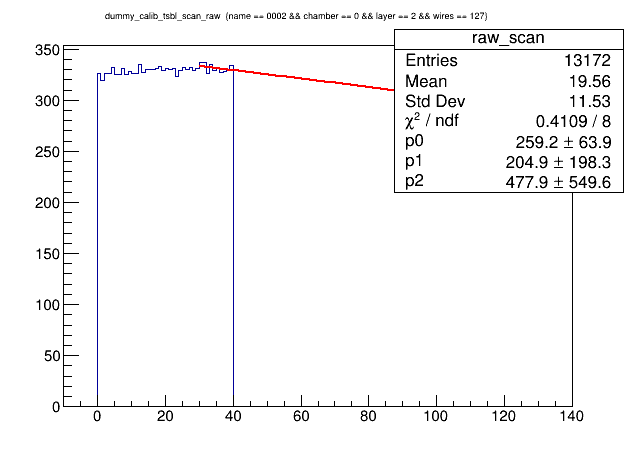 dummy_calib_tsbl_scan_raw  (name == 0002 && chamber == 0 && layer == 2 && wires == 127)
raw_scan
Entries 13172
Mean 19.56
Std Dev 11.53
χ² / ndf 0.4109 / 8
p0 259.2 ± 63.9
p1 204.9 ± 198.3
p2 477.9 ± 549.6
350
300
250
200
150
100
50
0
0 20 40 60 80 100 120 140